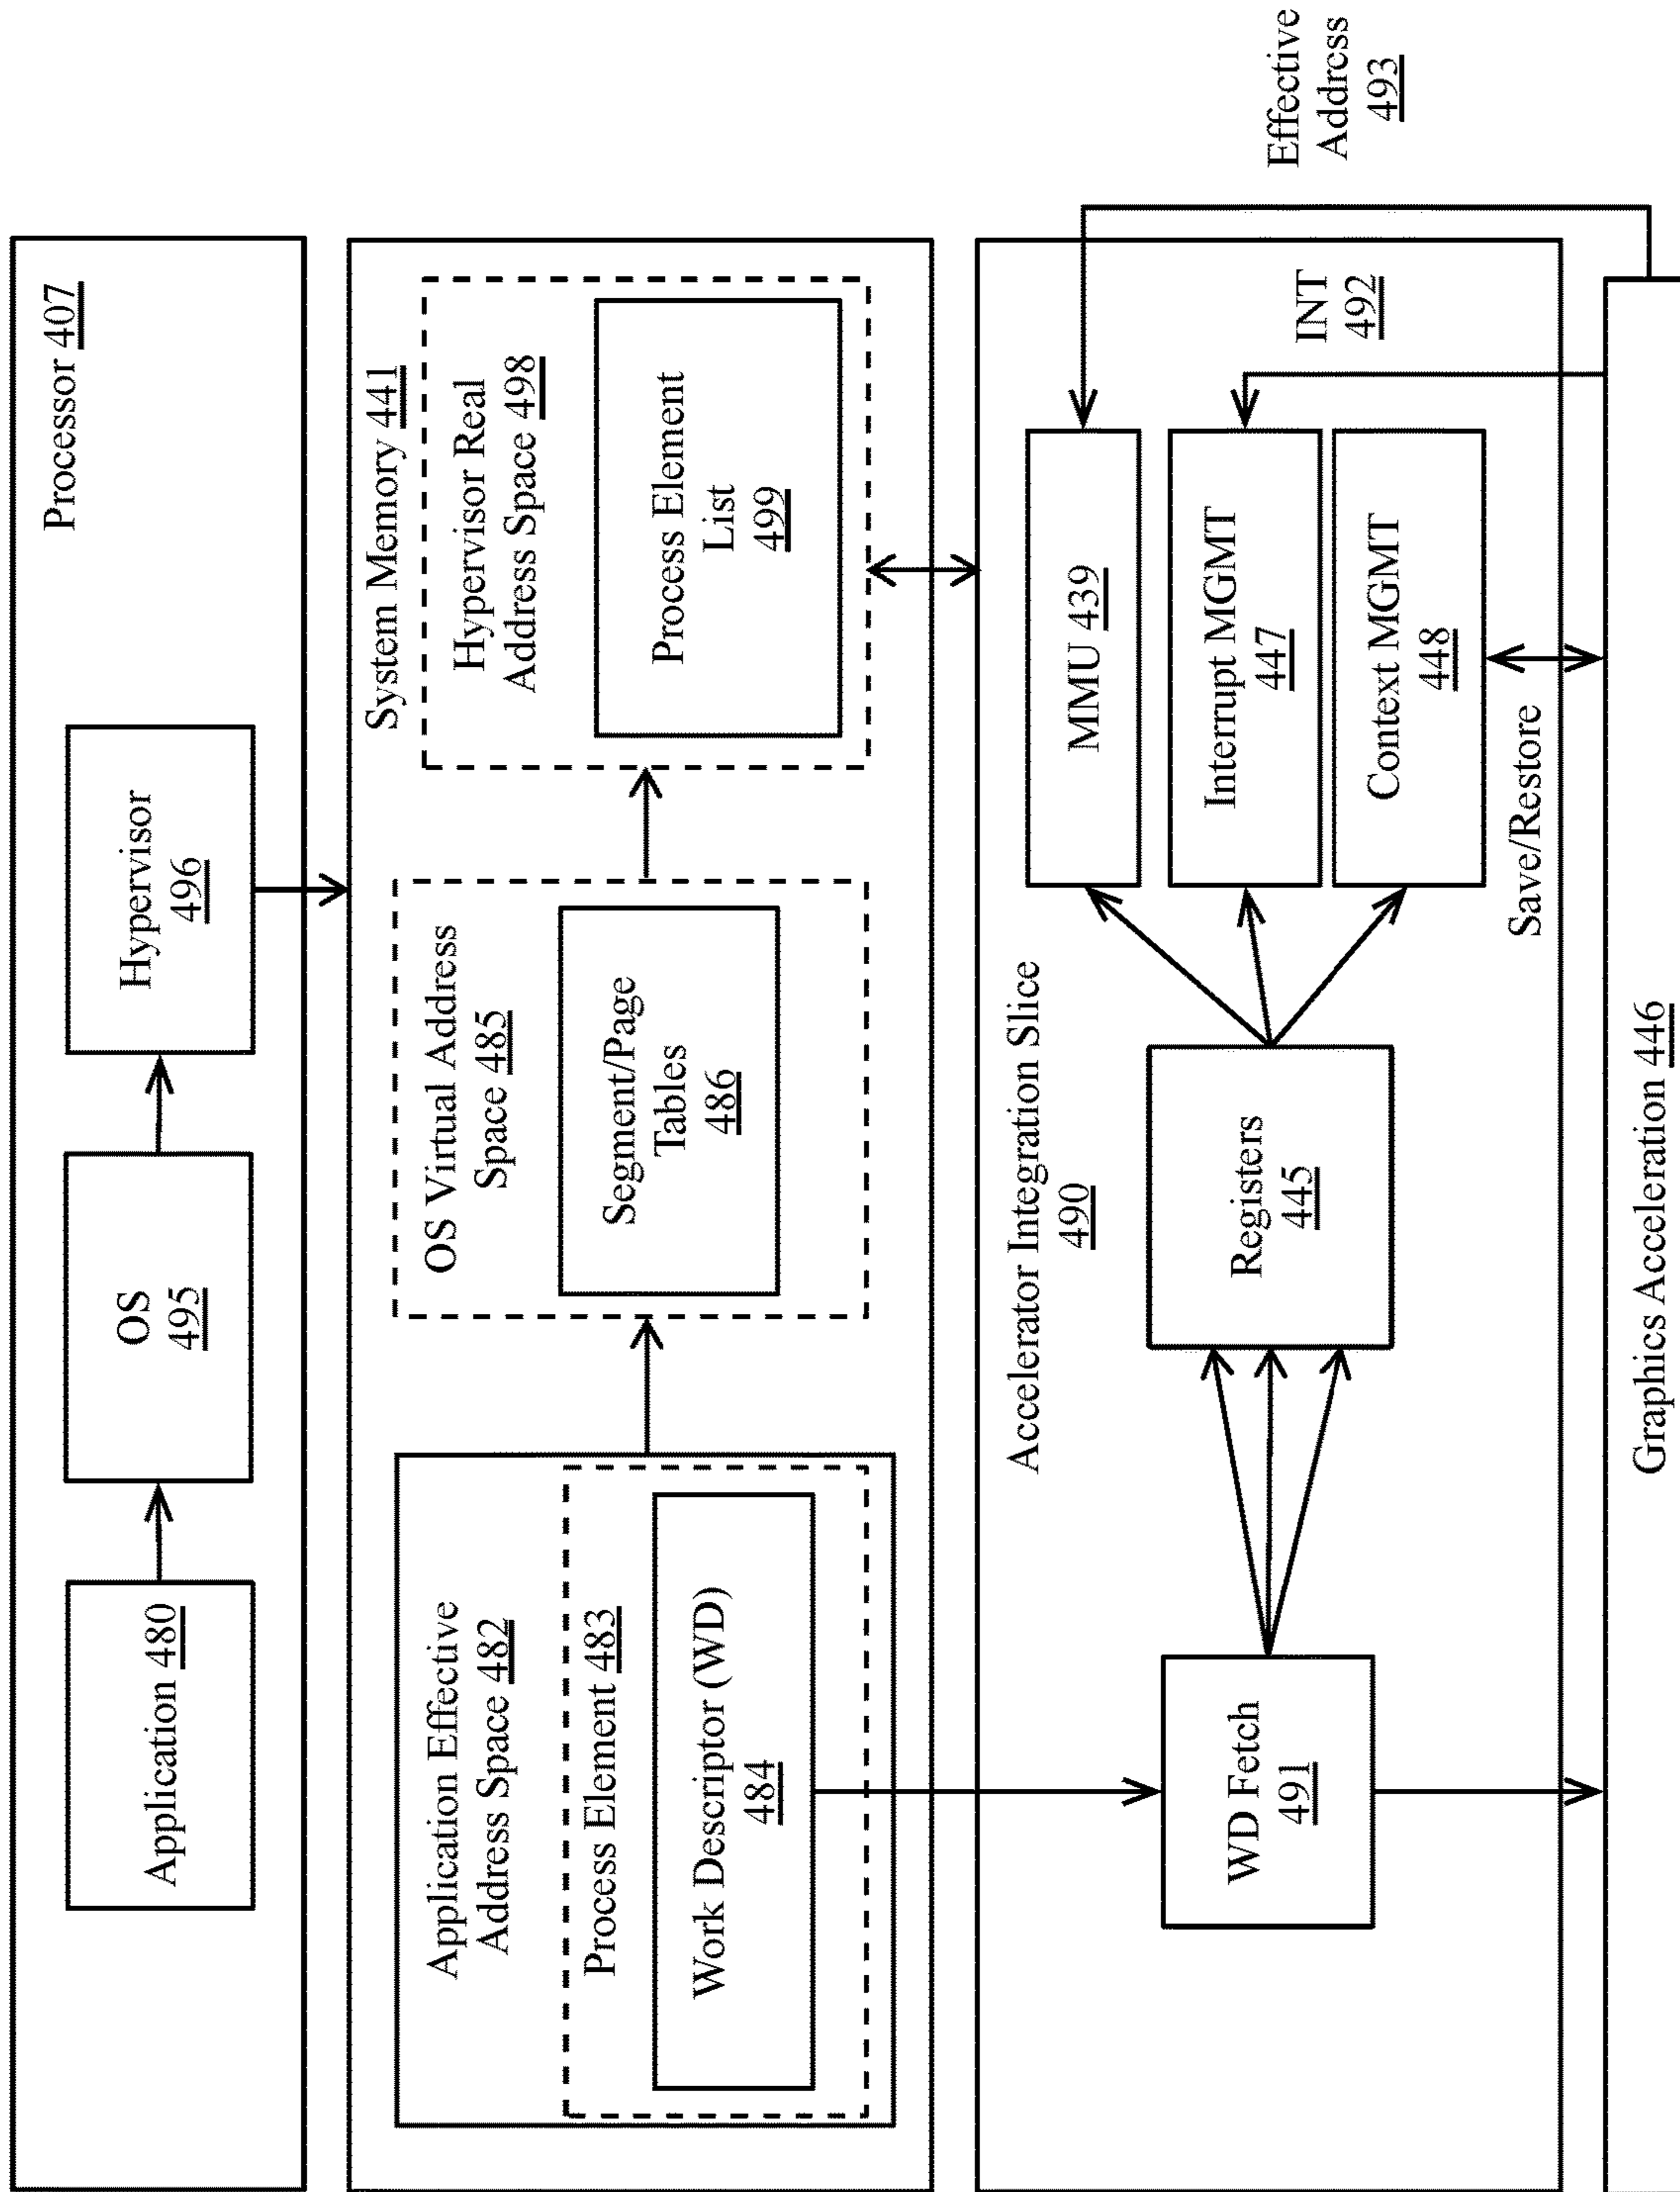 Processor 407
Application 480
OS
495
Hypervisor
496
System Memory 441
Application Effective
Address Space 482
Process Element 483
Work Descriptor (WD)
484
OS Virtual Address
Space 485
Segment/Page
Tables
486
Hypervisor Real
Address Space 498
Process Element
List
499
Accelerator Integration Slice
490
WD Fetch
491
Registers
445
MMU 439
Interrupt MGMT
447
Context MGMT
448
INT
492
Effective
Address
493
Save/Restore
Graphics Acceleration 446